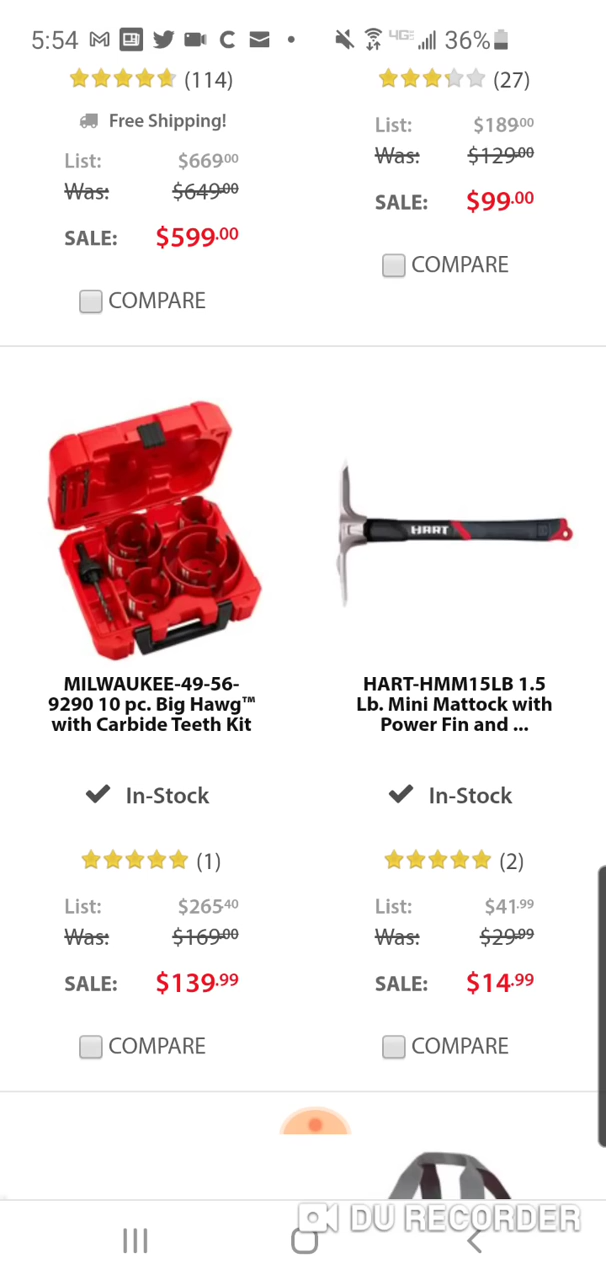 5:54 C 4GE 36%
(114)
Free Shipping!
List: $669.00
Was: $649.00
SALE: $599.00
COMPARE
(27)
List: $189.00
Was: $129.00
SALE: $99.00
COMPARE
MILWAUKEE-49-56-
9290 10 pc. Big Hawg™
with Carbide Teeth Kit
In-Stock
(1)
List: $265.40
Was: $169.00
SALE: $139.99
COMPARE
HART
HART-HMM15LB 1.5
Lb. Mini Mattock with
Power Fin and ...
In-Stock
(2)
List: $41.99
Was: $29.99
SALE: $14.99
COMPARE
DU RECORDER